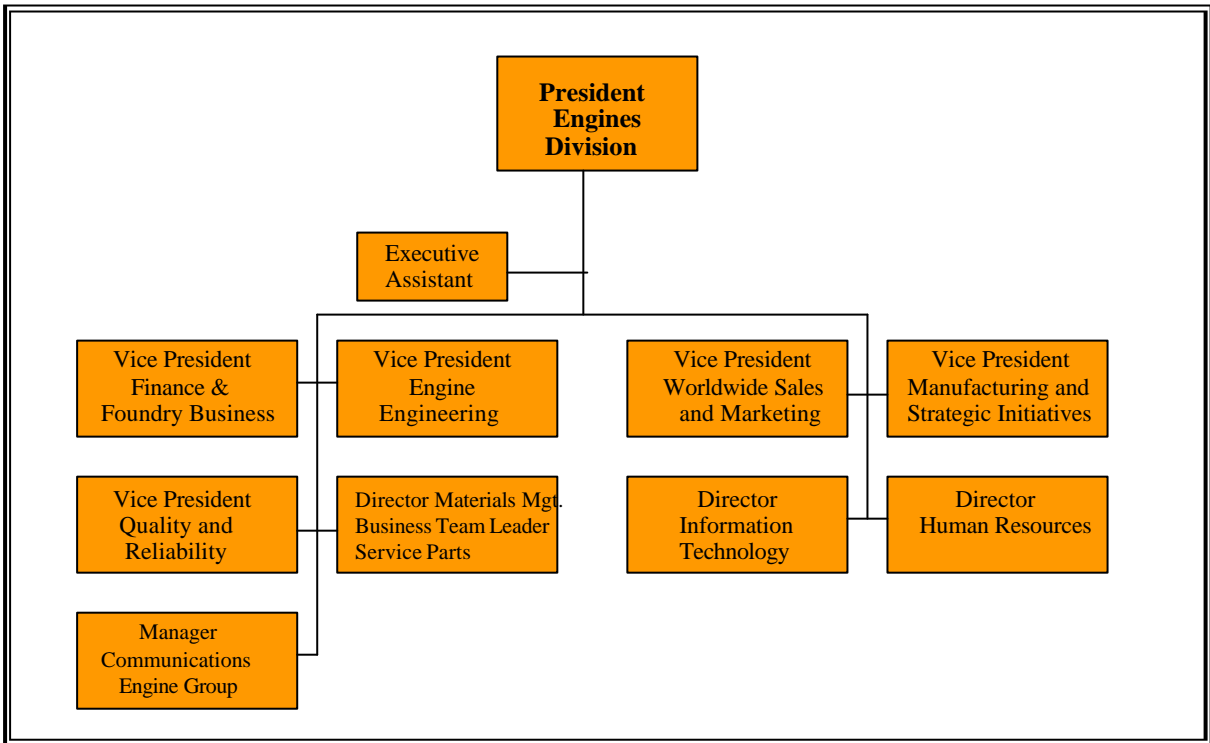 President
Engines
Division
Executive
Assistant
Vice President
Finance &
Foundry Business
Vice President
Engine
Engineering
Vice President
Worldwide Sales
and Marketing
Vice President
Manufacturing and
Strategic Initiatives
Vice President
Quality and
Reliability
Director Materials Mgt.
Business Team Leader
Service Parts
Director
Information
Technology
Director
Human Resources
Manager
Communications
Engine Group